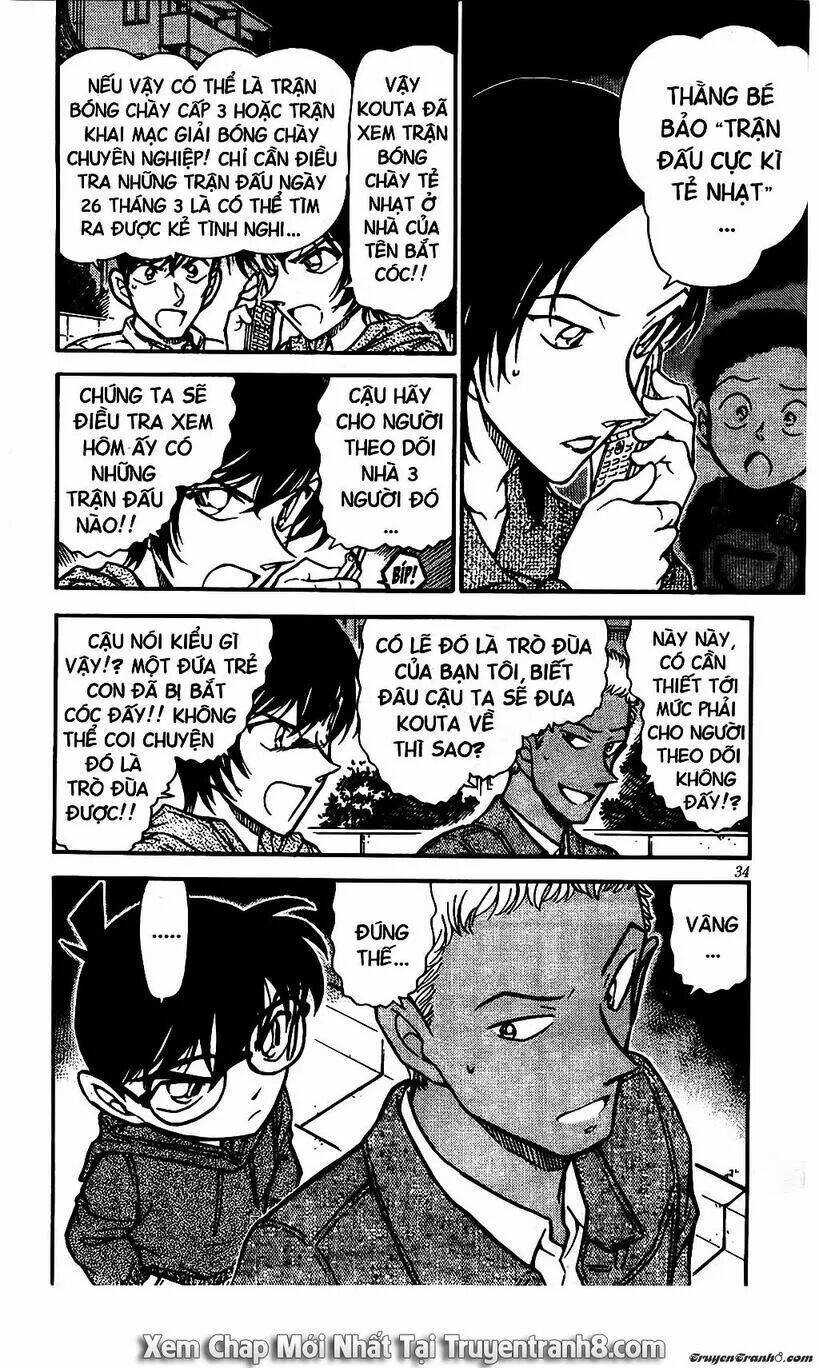 THẰNG BÉ
BẢO "TRẬN
ĐẤU CỰC KÌ
TẺ NHẠT"
...
VẬY
KOUTA ĐÃ
XEM TRẬN
BÓNG
CHÀY TẺ
NHẠT Ở
NHÀ CỦA
TÊN BẮT
CÓC!!
NẾU VẬY CÓ THỂ LÀ TRẬN
BÓNG CHÀY CẤP 3 HOẶC TRẬN
KHAI MẠC GIẢI BÓNG CHÀY
CHUYÊN NGHIỆP! CHỈ CẦN ĐIỀU
TRA NHỮNG TRẬN ĐẤU NGÀY
26 THÁNG 3 LÀ CÓ THỂ TÌM
RA ĐƯỢC KẺ TÌNH NGHI...
CẬU HÃY
CHO NGƯỜI
THEO DÕI
NHÀ 3
NGƯỜI ĐÓ
...
BÍP!
CHÚNG TA SẼ
ĐIỀU TRA XEM
HÔM ẤY CÓ
NHỮNG
TRẬN ĐẤU
NÀO!!
NÀY NÀY,
CÓ CẦN
THIẾT TỚI
MỨC PHẢI
CHO NGƯỜI
THEO DÕI
KHÔNG
ĐẤY!?
CÓ LẼ ĐÓ LÀ TRÒ ĐÙA
CỦA BẠN TÔI, BIẾT
ĐÂU CẬU TA SẼ ĐƯA
KOUTA VỀ
THÌ SAO?
CẬU NÓI KIỂU GÌ
VẬY!? MỘT ĐỨA TRẺ
CON ĐÃ BỊ BẮT
CÓC ĐẤY!! KHÔNG
THỂ COI CHUYỆN
ĐÓ LÀ
TRÒ ĐÙA
ĐƯỢC!!
34
VÂNG
...
ĐÚNG
THẾ...
......
Xem Chap Mới Nhất Tại Truyentranh8.com
TruyenTranh8.com